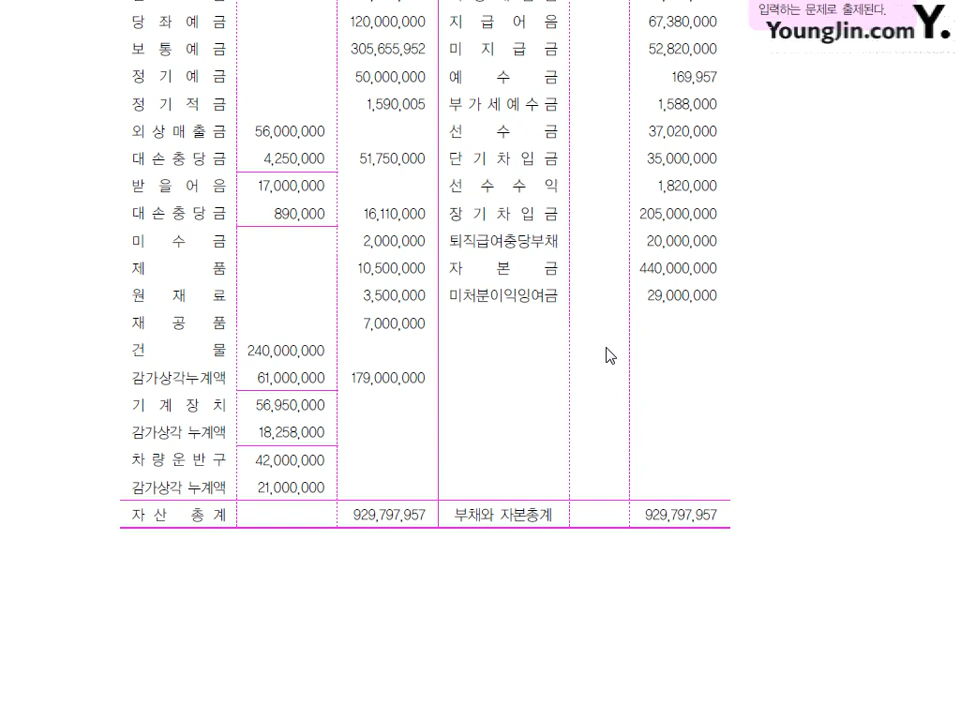 입력하는 문제로 출제된다.
YoungJin.com Y.
당 좌 예 금 120,000,000 지 급 어 음 67,380,000
보 통 예 금 305,655,952 미 지 급 금 52,820,000
정 기 예 금 50,000,000 예 수 금 169,957
정 기 적 금 1,590,005 부 가 세 예 수 금 1,588,000
외 상 매 출 금 56,000,000 선 수 금 37,020,000
대 손 충 당 금 4,250,000 51,750,000 단 기 차 입 금 35,000,000
받 을 어 음 17,000,000 선 수 수 익 1,820,000
대 손 충 당 금 890,000 16,110,000 장 기 차 입 금 205,000,000
미 수 금 2,000,000 퇴직급여충당부채 20,000,000
제 품 10,500,000 자 본 금 440,000,000
원 재 료 3,500,000 미처분이익잉여금 29,000,000
재 공 품 7,000,000
건 물 240,000,000
감가상각누계액 61,000,000 179,000,000
기 계 장 치 56,950,000
감가상각 누계액 18,258,000
차 량 운 반 구 42,000,000
감가상각 누계액 21,000,000
자 산 총 계 929,797,957 부채와 자본총계 929,797,957